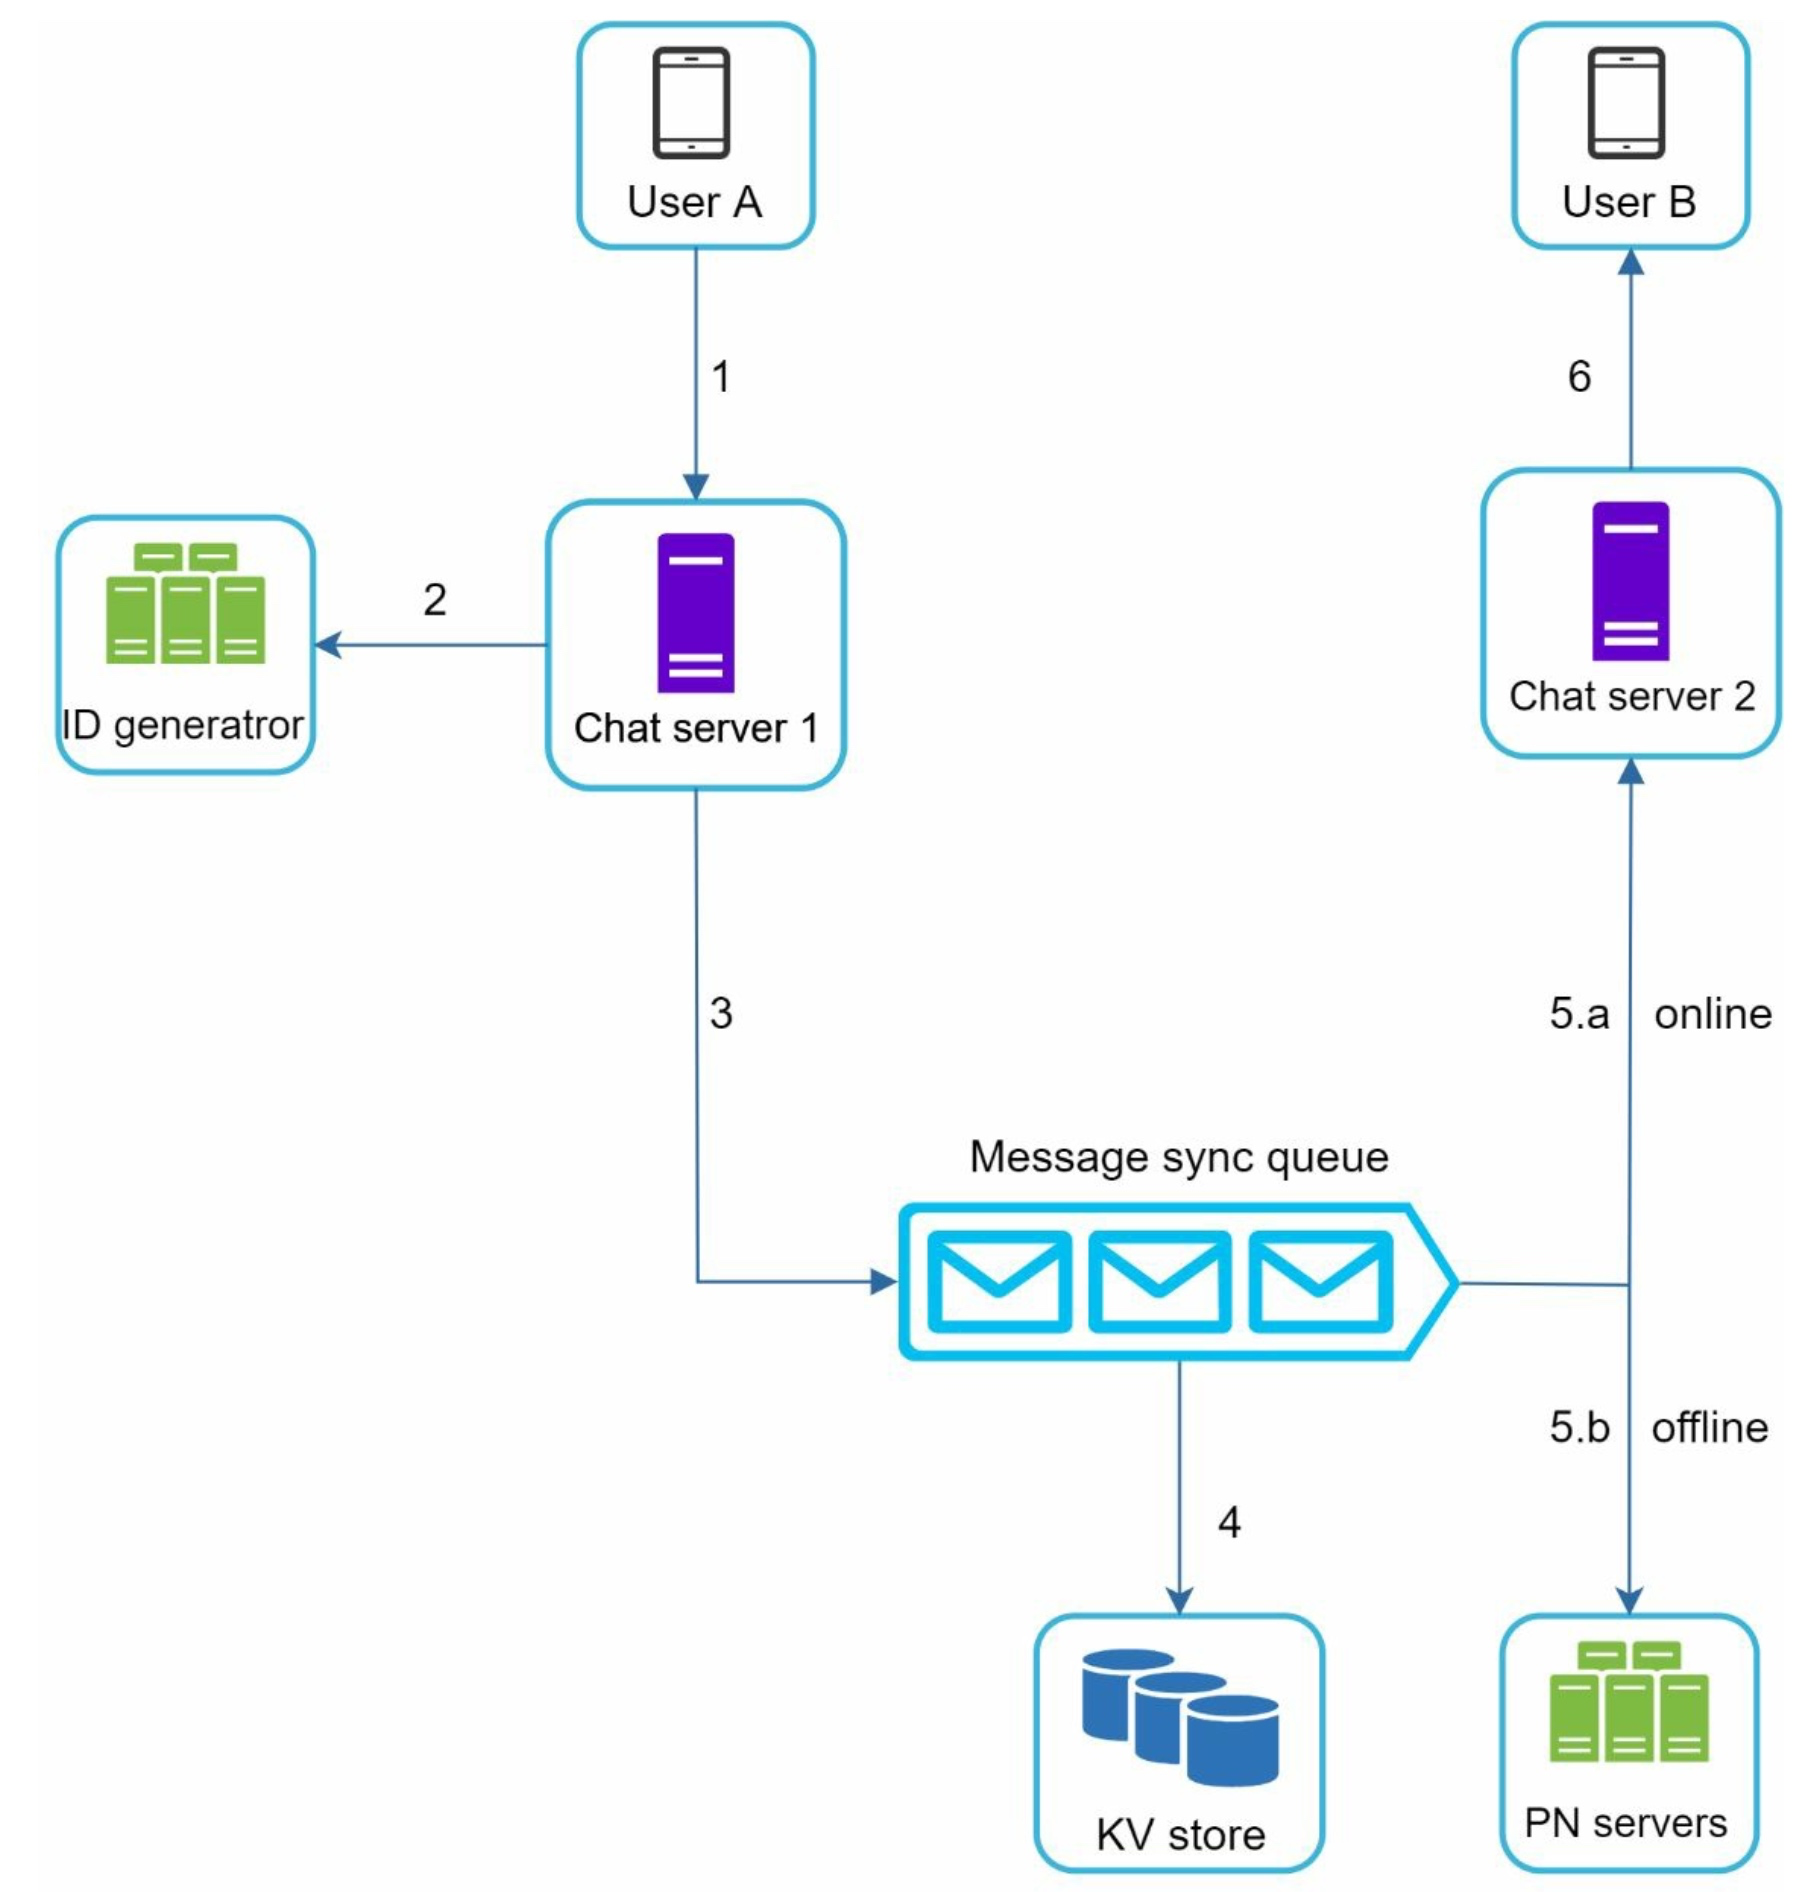 User A
User B
1
6
2
ID generatror
Chat server 1
Chat server 2
3
5.a
online
Message sync queue
5.b
offline
4
KV store
PN servers